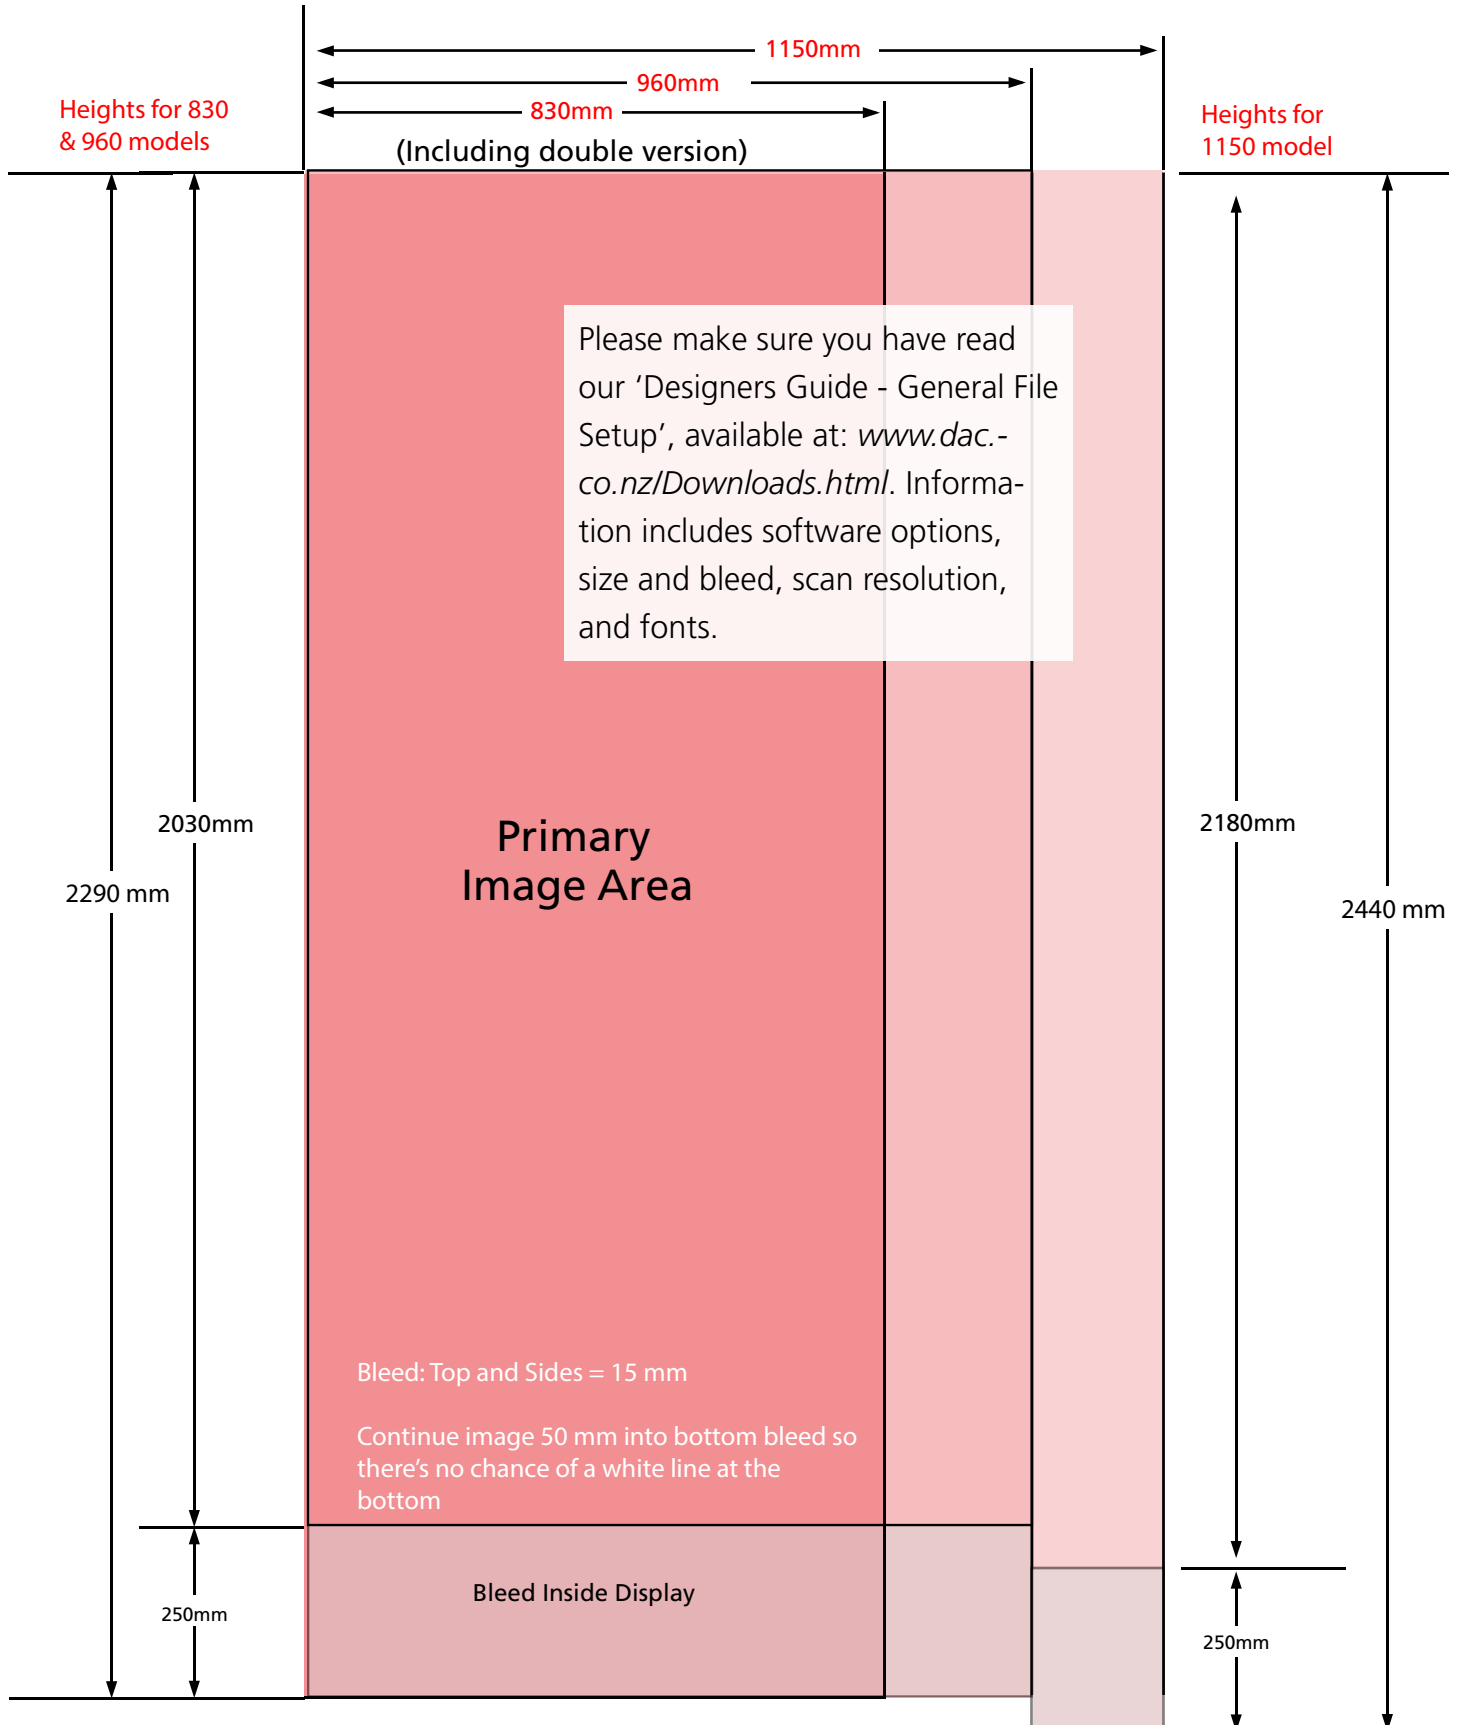 1150mm
960mm
830mm
(Including double version)
Heights for 830
& 960 models
Heights for
1150 model
Please make sure you have read
our ‘Designers Guide - General File
Setup’, available at: www.dac.-
co.nz/Downloads.html. Informa-
tion includes software options,
size and bleed, scan resolution,
and fonts.
2030mm
2290 mm
Primary
Image Area
2180mm
2440 mm
Bleed: Top and Sides = 15 mm
Continue image 50 mm into bottom bleed so
there’s no chance of a white line at the
bottom
Bleed Inside Display
250mm
250mm